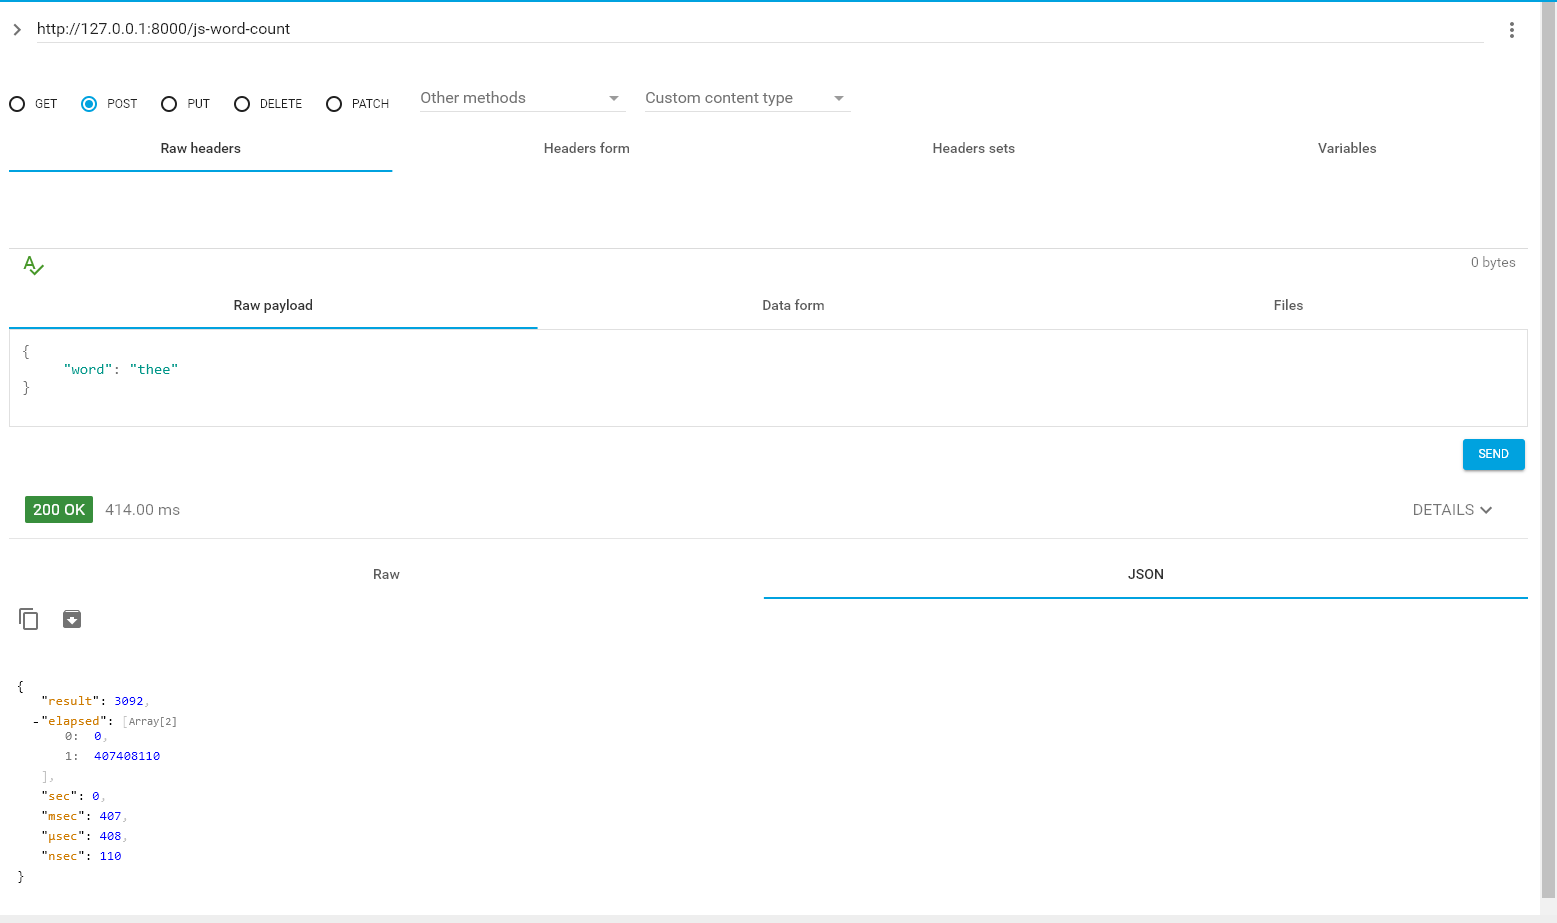 http://127.0.0.1:8000/js-word-count
GET POST PUT DELETE PATCH Other methods Custom content type
Raw headers Headers form Headers sets Variables
0 bytes
Raw payload Data form Files
{
"word": "thee"
}
SEND
200 OK 414.00 ms DETAILS
Raw JSON
{
"result": 3092,
-"elapsed": [Array[2]
0: 0,
1: 407408110
],
"sec": 0,
"msec": 407,
"µsec": 408,
"nsec": 110
}